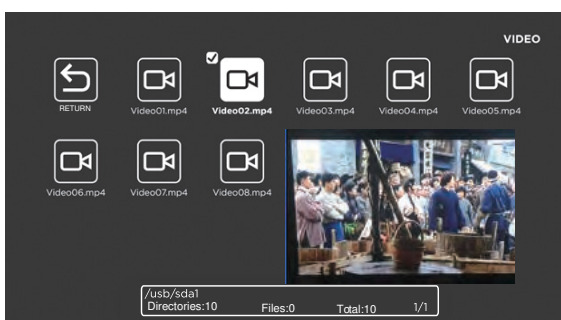 VIDEO
RETURN
Video01.mp4
Video02.mp4
Video03.mp4
Video04.mp4
Video05.mp4
Video06.mp4
Video07.mp4
Video08.mp4
/usb/sda1
Directories:10 Files:0 Total:10 1/1